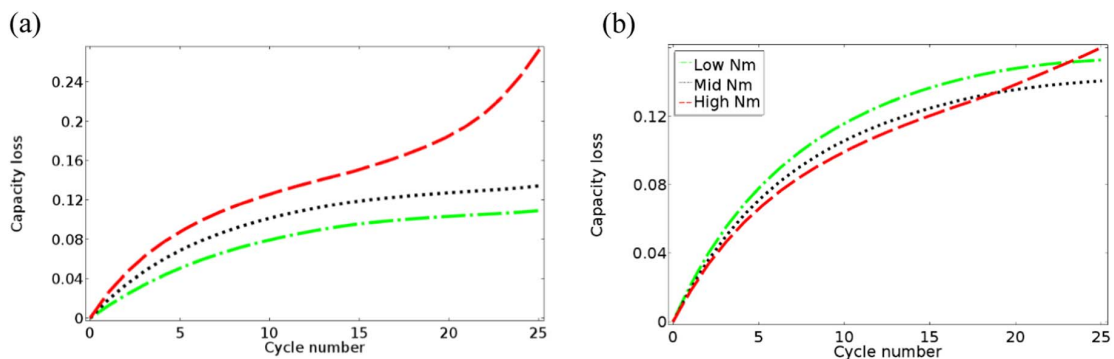 (a)
Capacity loss
0.24
0.2
0.16
0.12
0.08
0.04
0
0 5 10 15 20 25
Cycle number
(b)
Capacity loss
Low Nm
Mid Nm
High Nm
0.12
0.08
0.04
0
0 5 10 15 20 25
Cycle number